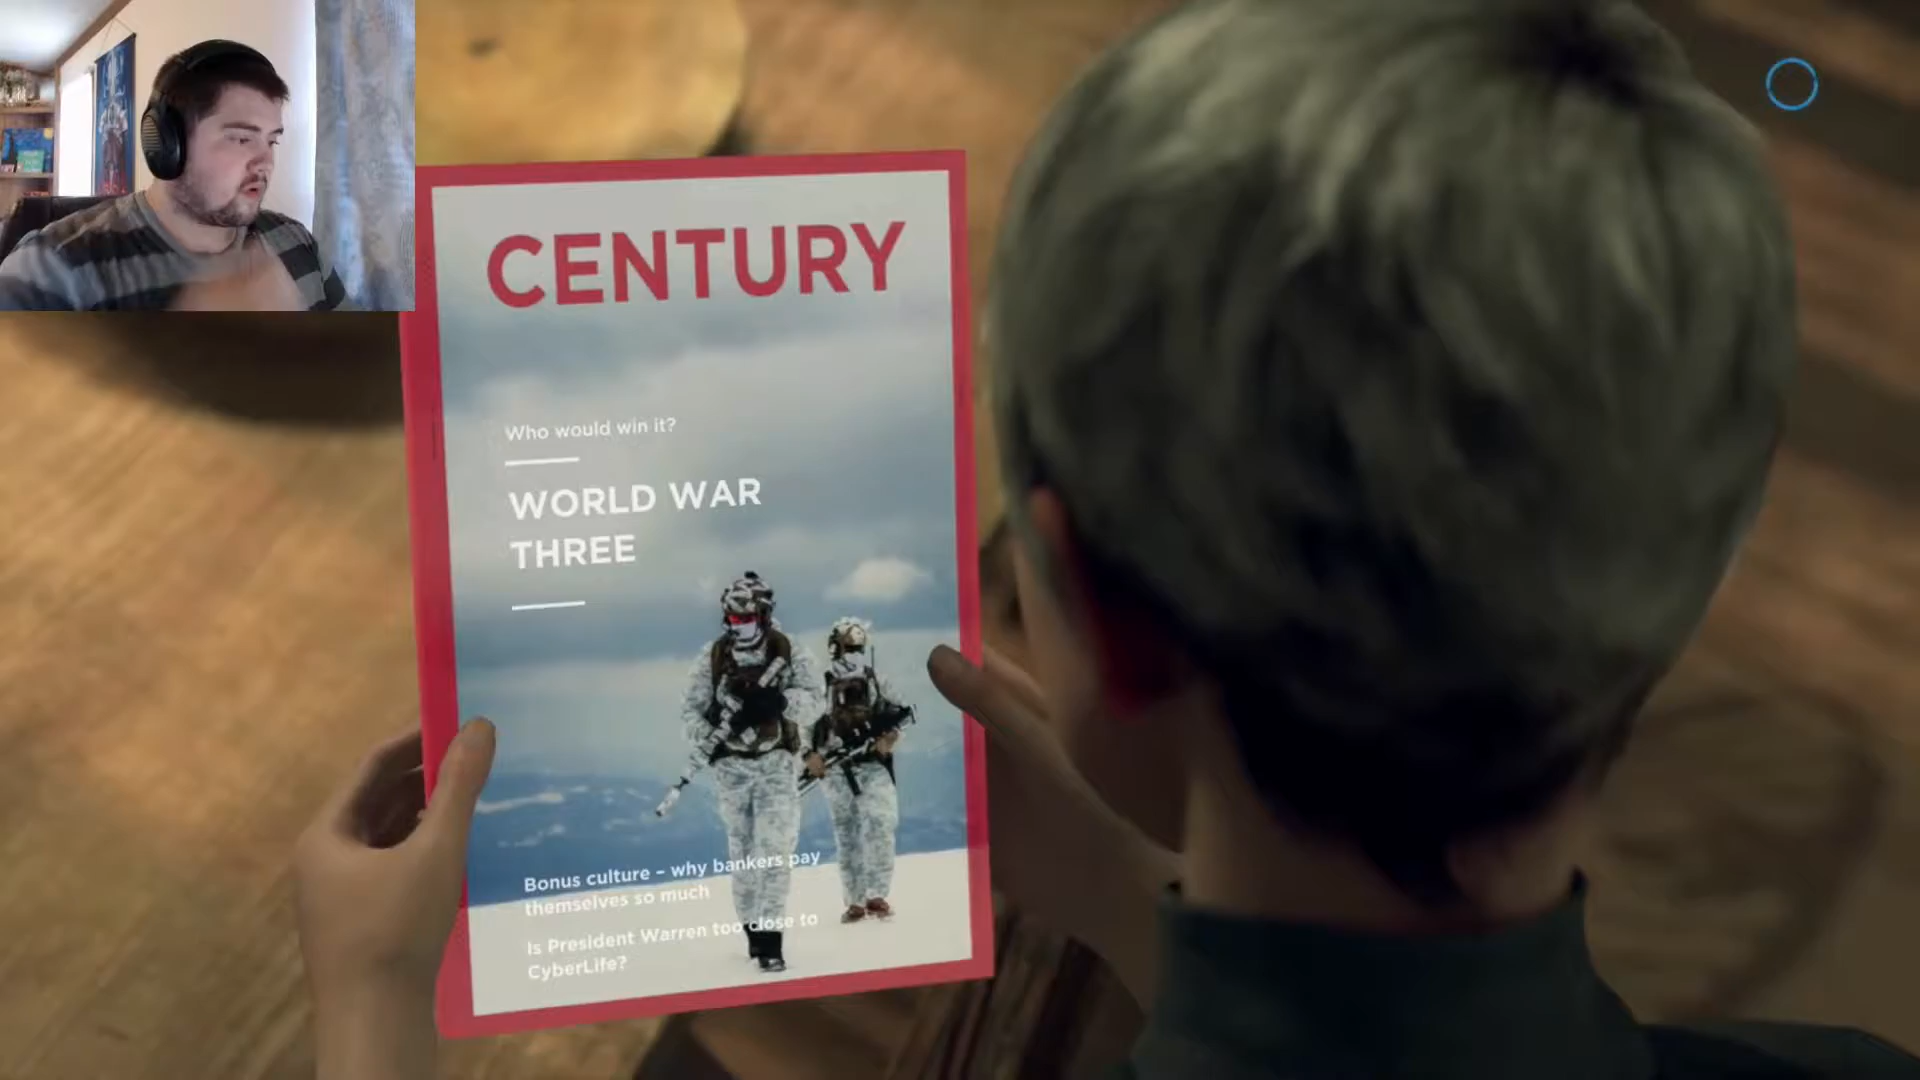 CENTURY
Who would win it?
WORLD WAR
THREE
Bonus culture – why bankers pay
themselves so much
Is President Warren too close to
CyberLife?